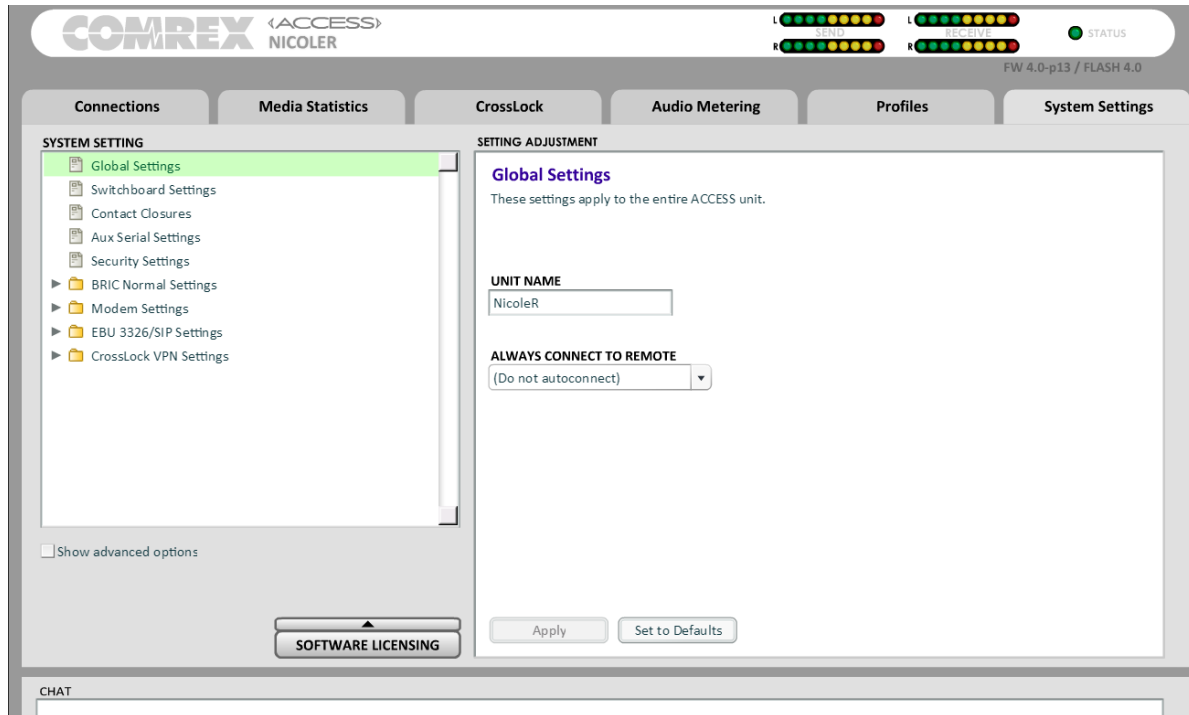 COMREX ‹ACCESS›
NICOLER
L SEND R
L RECEIVE R
STATUS
FW 4.0-p13 / FLASH 4.0
Connections
Media Statistics
CrossLock
Audio Metering
Profiles
System Settings
SYSTEM SETTING
Global Settings
Switchboard Settings
Contact Closures
Aux Serial Settings
Security Settings
BRIC Normal Settings
Modem Settings
EBU 3326/SIP Settings
CrossLock VPN Settings
Show advanced options
SOFTWARE LICENSING
SETTING ADJUSTMENT
Global Settings
These settings apply to the entire ACCESS unit.
UNIT NAME
NicoleR
ALWAYS CONNECT TO REMOTE
(Do not autoconnect)
Apply
Set to Defaults
CHAT